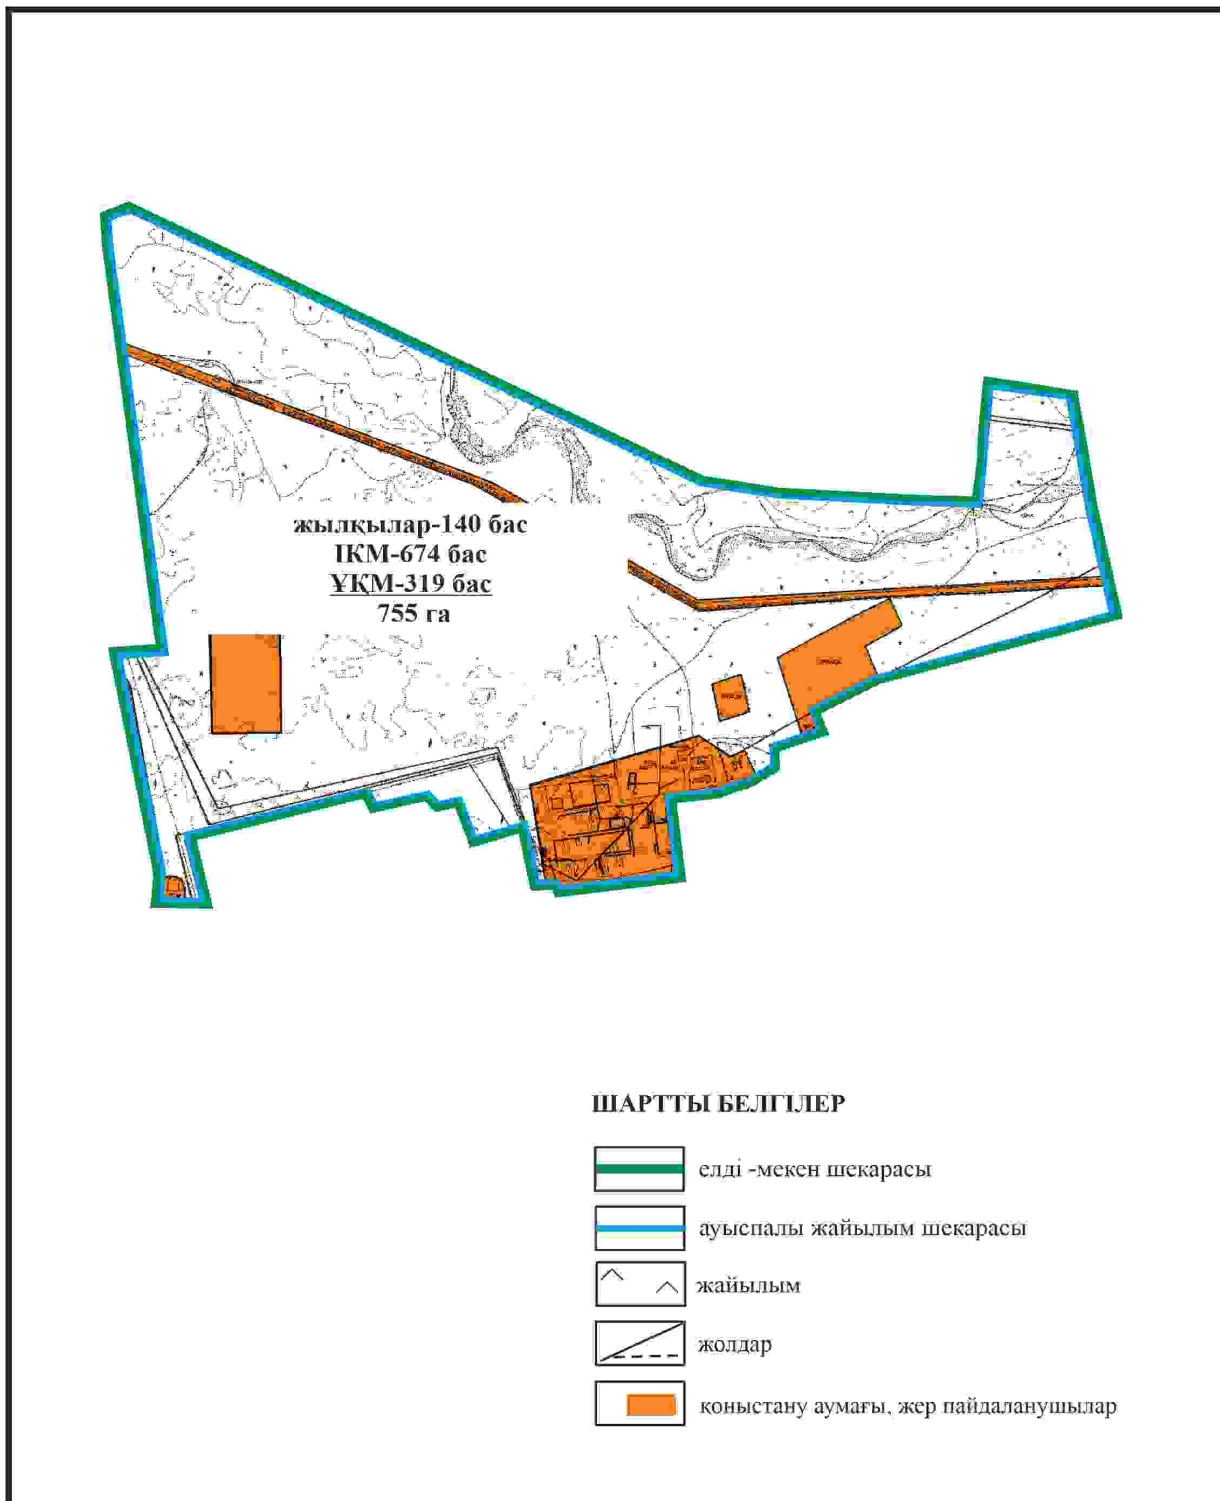 жылқылар-140 бас
ІҚМ-674 бас
ҰҚМ-319 бас
755 га
ШАРТТЫ БЕЛГІЛЕР
елді -мекен шекарасы
ауыспалы жайылым шекарасы
жайылым
жолдар
қоныстану аумағы, жер пайдаланушылар